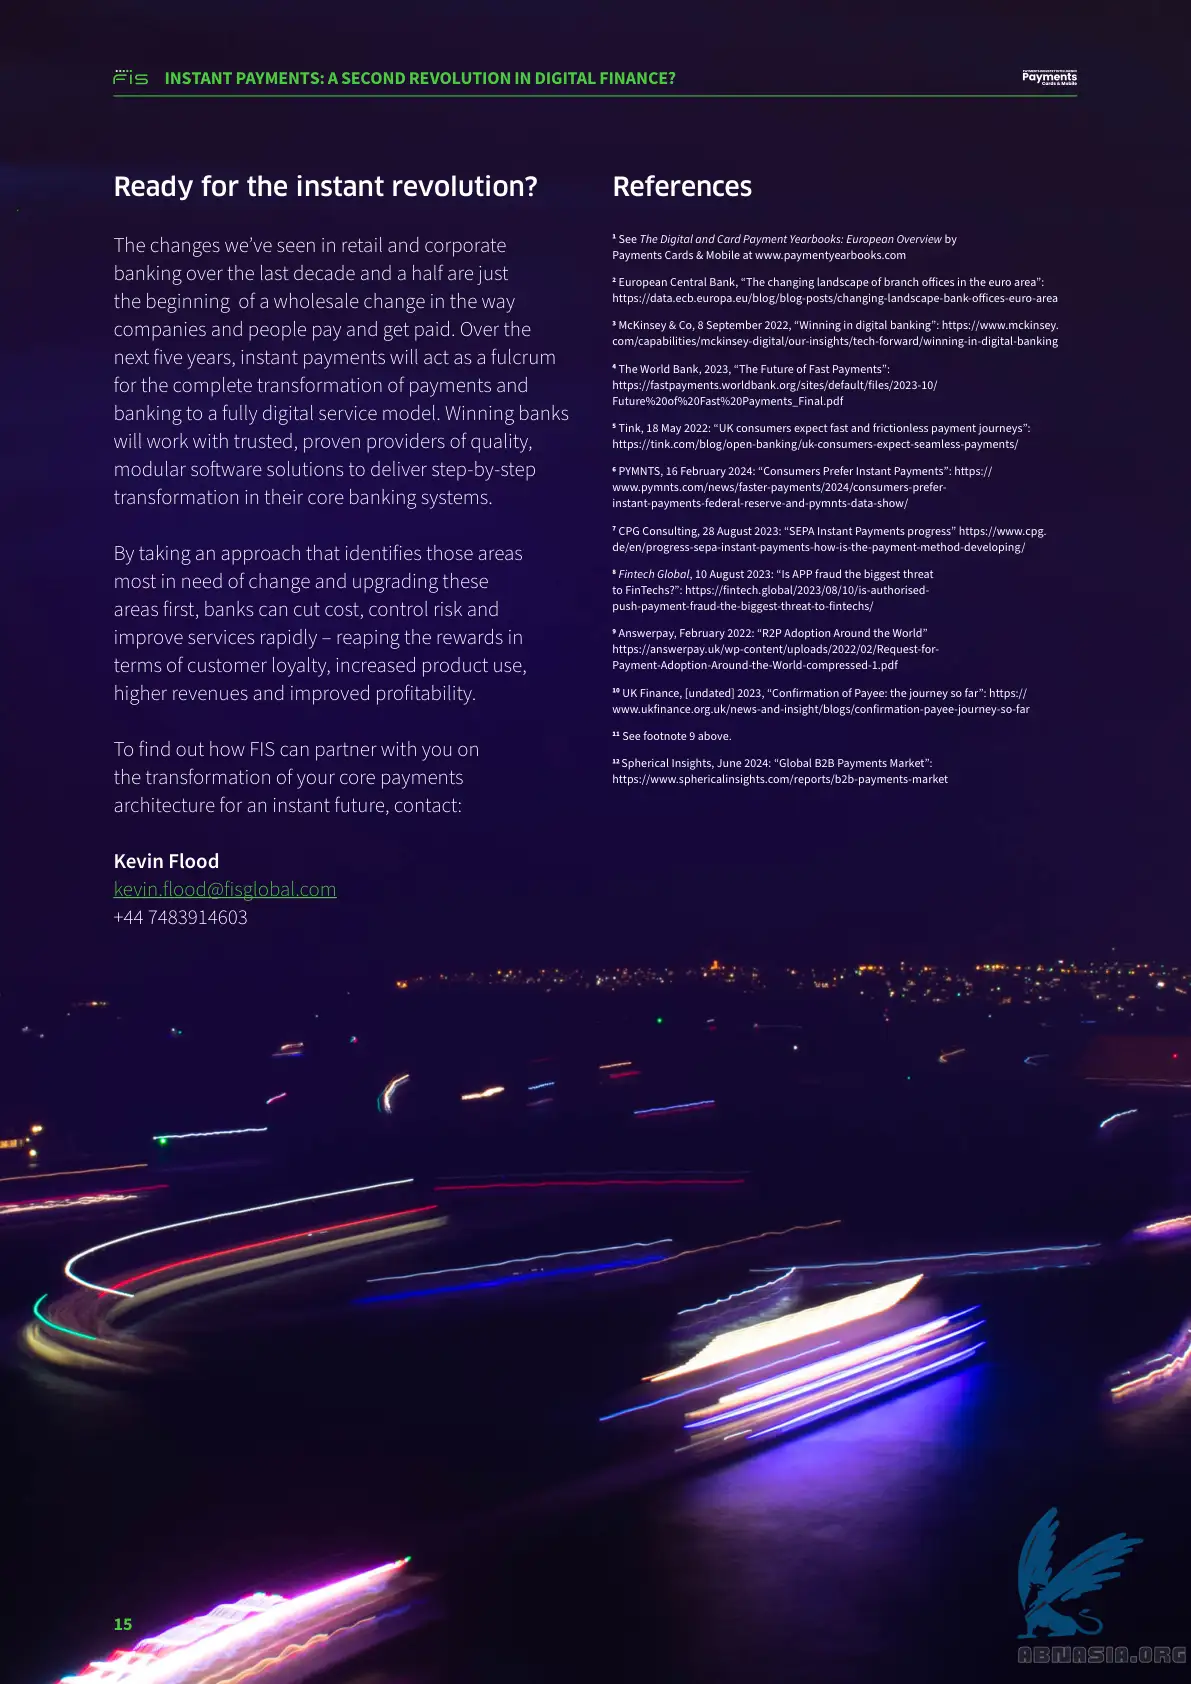 FIS INSTANT PAYMENTS: A SECOND REVOLUTION IN DIGITAL FINANCE?
Payments
Cards & Mobile
Ready for the instant revolution?
The changes we’ve seen in retail and corporate
banking over the last decade and a half are just
the beginning of a wholesale change in the way
companies and people pay and get paid. Over the
next five years, instant payments will act as a fulcrum
for the complete transformation of payments and
banking to a fully digital service model. Winning banks
will work with trusted, proven providers of quality,
modular software solutions to deliver step-by-step
transformation in their core banking systems.
By taking an approach that identifies those areas
most in need of change and upgrading these
areas first, banks can cut cost, control risk and
improve services rapidly – reaping the rewards in
terms of customer loyalty, increased product use,
higher revenues and improved profitability.
To find out how FIS can partner with you on
the transformation of your core payments
architecture for an instant future, contact:
Kevin Flood
kevin.flood@fisglobal.com
+44 7483914603
References
¹ See The Digital and Card Payment Yearbooks: European Overview by
Payments Cards & Mobile at www.paymentyearbooks.com
² European Central Bank, “The changing landscape of branch offices in the euro area”:
https://data.ecb.europa.eu/blog/blog-posts/changing-landscape-bank-offices-euro-area
³ McKinsey & Co, 8 September 2022, “Winning in digital banking”: https://www.mckinsey.
com/capabilities/mckinsey-digital/our-insights/tech-forward/winning-in-digital-banking
⁴ The World Bank, 2023, “The Future of Fast Payments”:
https://fastpayments.worldbank.org/sites/default/files/2023-10/
Future%20of%20Fast%20Payments_Final.pdf
⁵ Tink, 18 May 2022: “UK consumers expect fast and frictionless payment journeys”:
https://tink.com/blog/open-banking/uk-consumers-expect-seamless-payments/
⁶ PYMNTS, 16 February 2024: “Consumers Prefer Instant Payments”: https://
www.pymnts.com/news/faster-payments/2024/consumers-prefer-
instant-payments-federal-reserve-and-pymnts-data-show/
⁷ CPG Consulting, 28 August 2023: “SEPA Instant Payments progress” https://www.cpg.
de/en/progress-sepa-instant-payments-how-is-the-payment-method-developing/
⁸ Fintech Global, 10 August 2023: “Is APP fraud the biggest threat
to FinTechs?”: https://fintech.global/2023/08/10/is-authorised-
push-payment-fraud-the-biggest-threat-to-fintechs/
⁹ Answerpay, February 2022: “R2P Adoption Around the World”
https://answerpay.uk/wp-content/uploads/2022/02/Request-for-
Payment-Adoption-Around-the-World-compressed-1.pdf
¹⁰ UK Finance, [undated] 2023, “Confirmation of Payee: the journey so far”: https://
www.ukfinance.org.uk/news-and-insight/blogs/confirmation-payee-journey-so-far
¹¹ See footnote 9 above.
¹² Spherical Insights, June 2024: “Global B2B Payments Market”:
https://www.sphericalinsights.com/reports/b2b-payments-market
15
ABNASIA.ORG